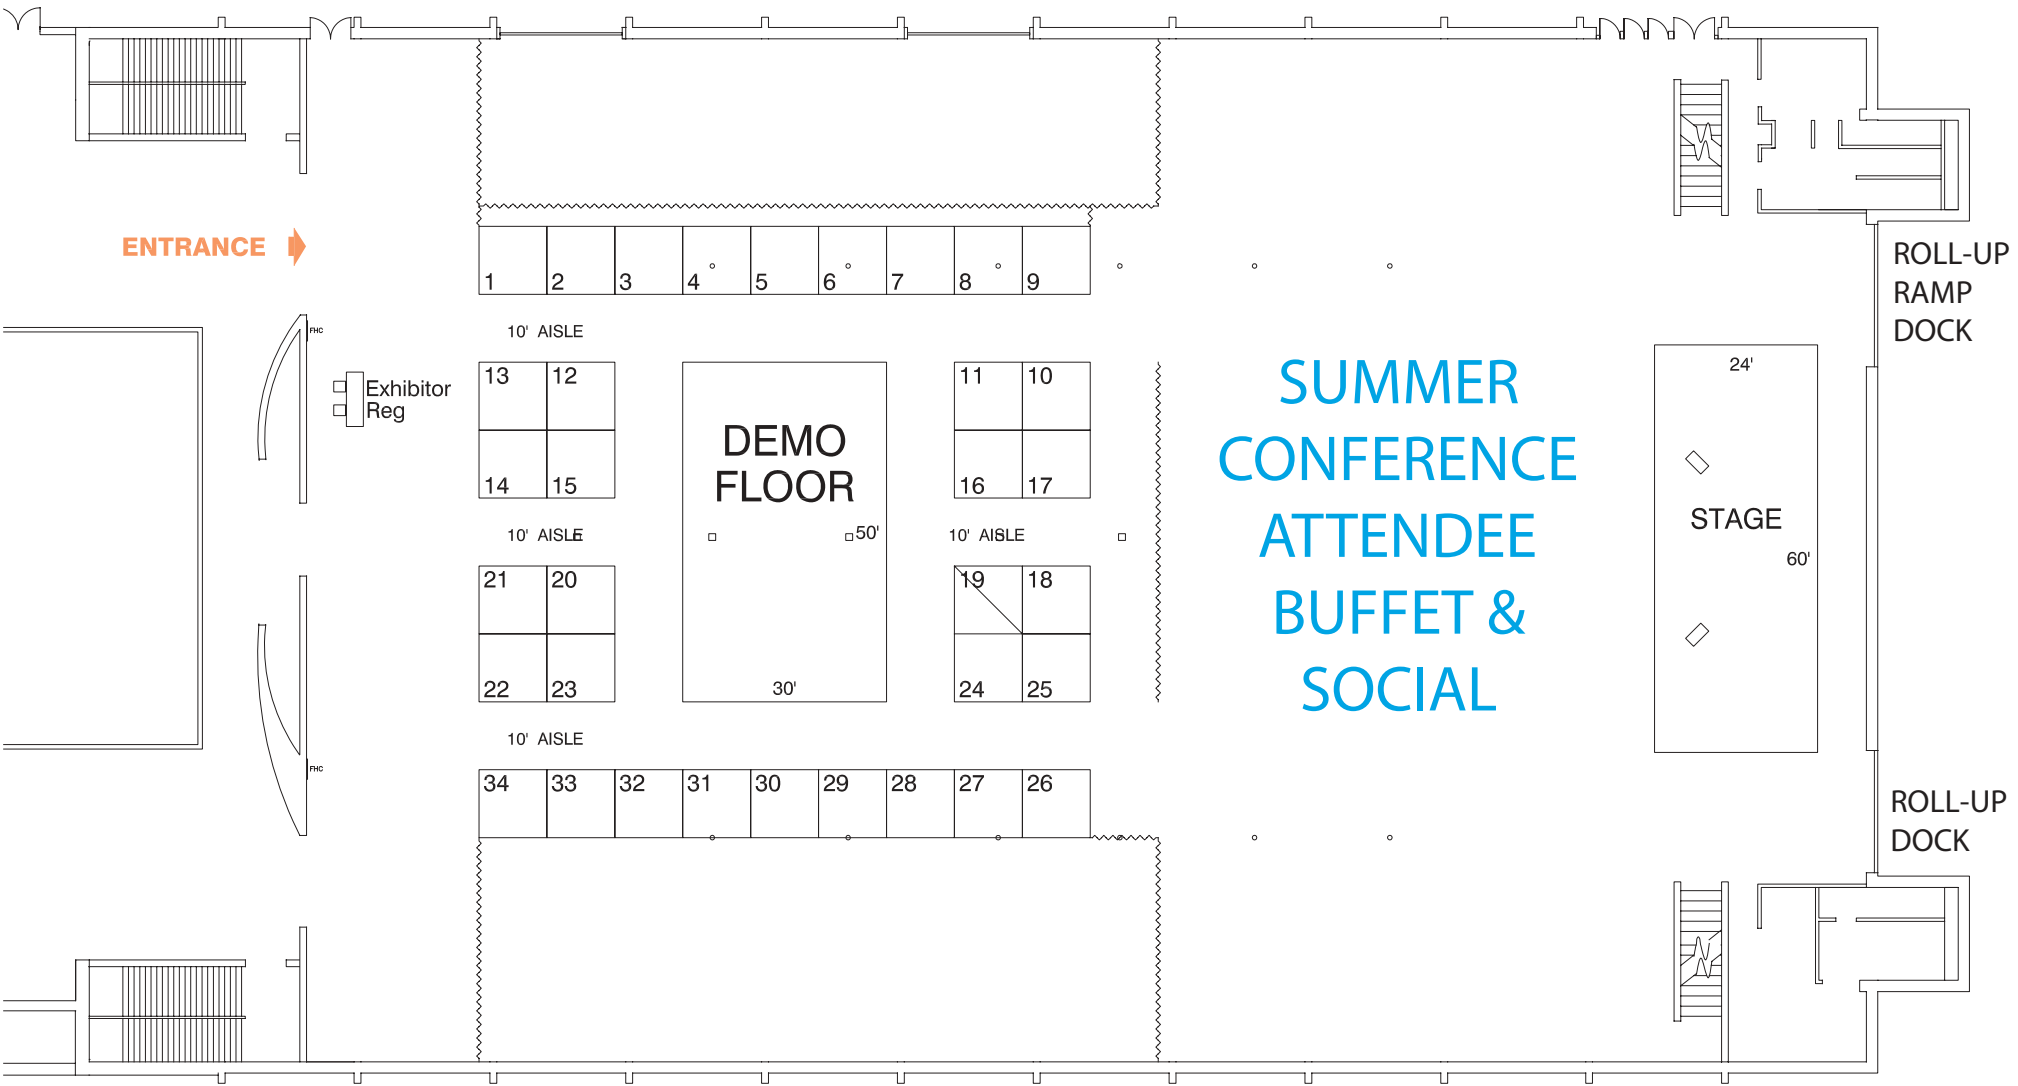 ENTRANCE
ROLL-UP
RAMP
DOCK
1 2 3 4 5 6 7 8 9
10' AISLE
FHC
Exhibitor
Reg
13 12
14 15
DEMO
FLOOR
50'
30'
11 10
16 17
10' AISLE
10' AISLE
21 20
22 23
19 18
24 25
10' AISLE
FHC
34 33 32 31 30 29 28 27 26
SUMMER
CONFERENCE
ATTENDEE
BUFFET &
SOCIAL
24'
STAGE
60'
ROLL-UP
DOCK